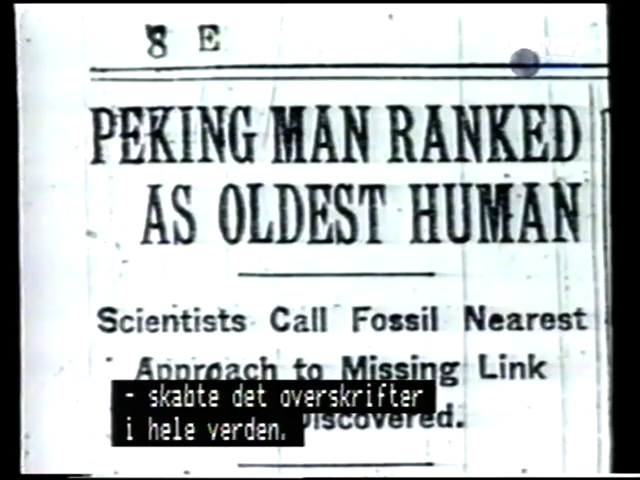 8 E
PEKING MAN RANKED
AS OLDEST HUMAN
Scientists Call Fossil Nearest
Approach to Missing Link
Discovered.
- skabte det overskrifter
i hele verden.